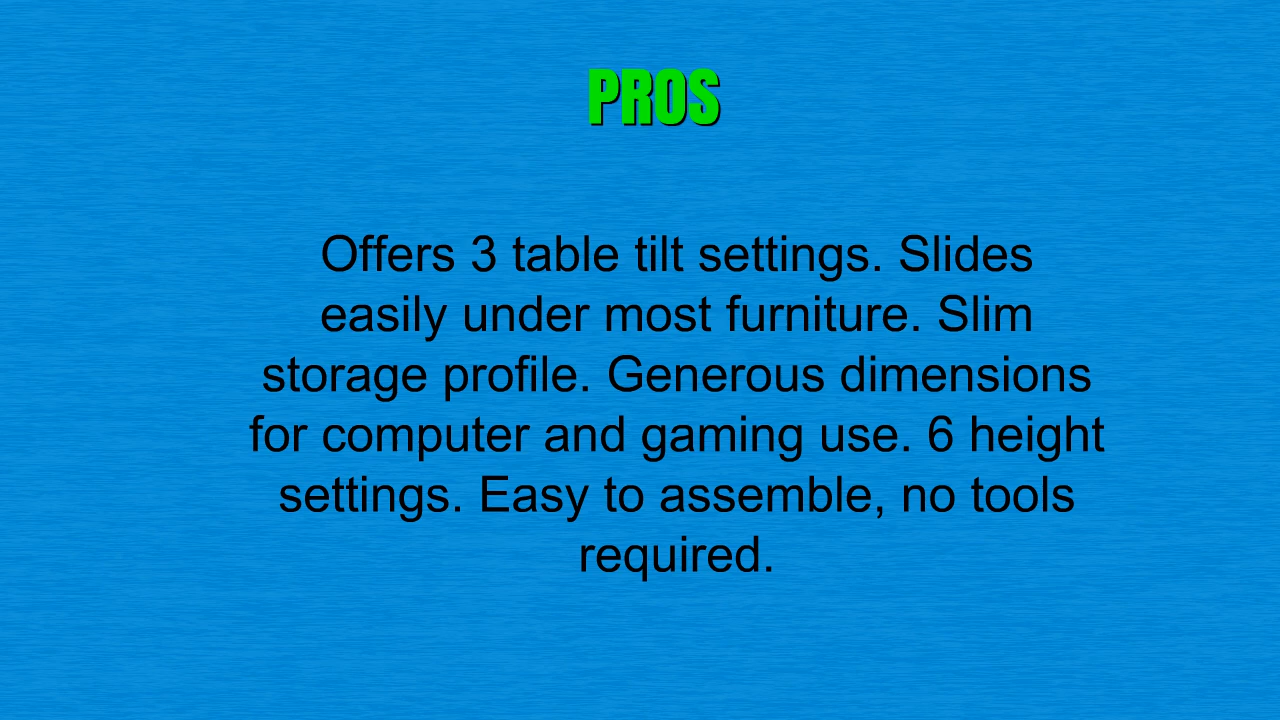 PROS
Offers 3 table tilt settings. Slides
easily under most furniture. Slim
storage profile. Generous dimensions
for computer and gaming use. 6 height
settings. Easy to assemble, no tools
required.